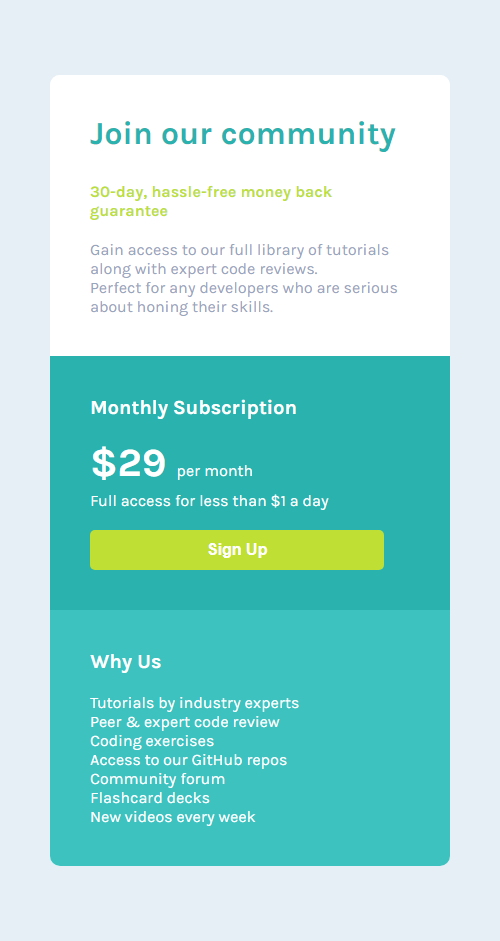 Join our community
30-day, hassle-free money back
guarantee
Gain access to our full library of tutorials
along with expert code reviews.
Perfect for any developers who are serious
about honing their skills.
Monthly Subscription
$29 per month
Full access for less than $1 a day
Sign Up
Why Us
Tutorials by industry experts
Peer & expert code review
Coding exercises
Access to our GitHub repos
Community forum
Flashcard decks
New videos every week